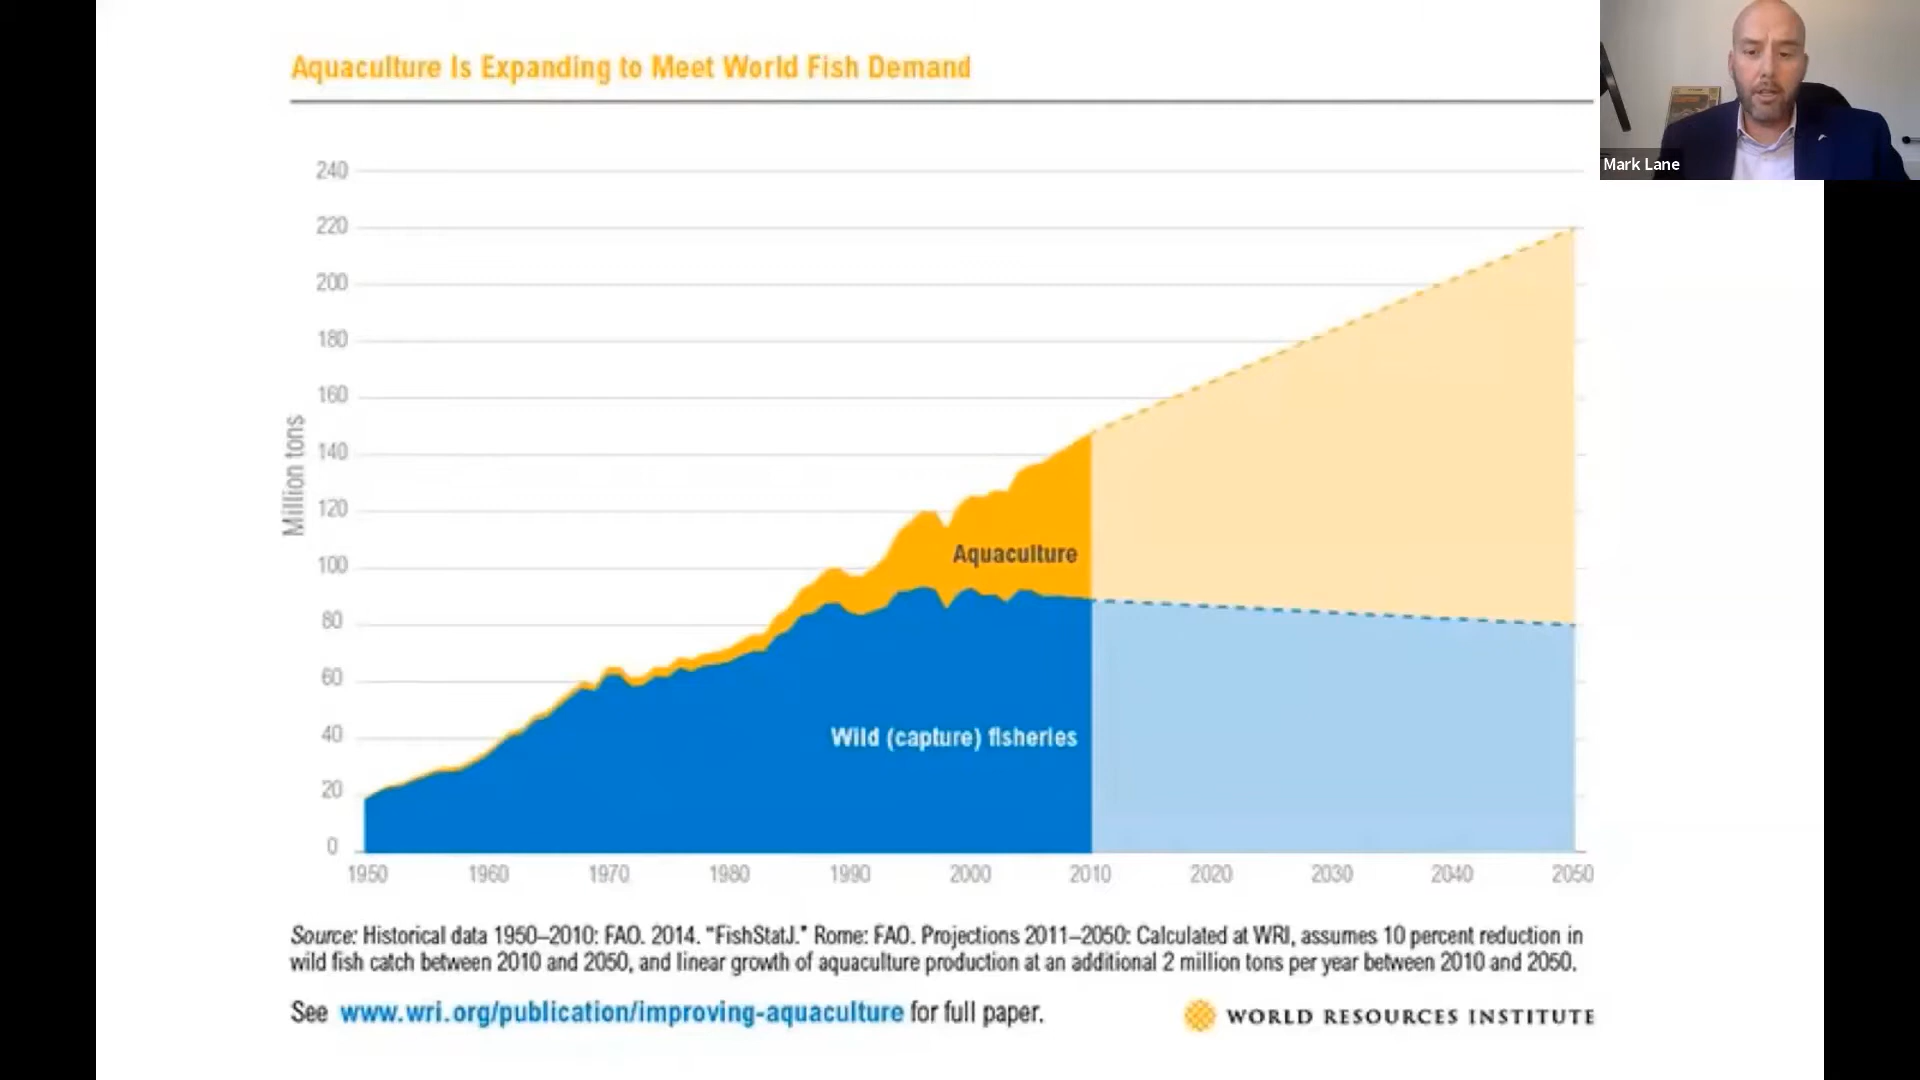 Aquaculture Is Expanding to Meet World Fish Demand
Mark Lane
240
220
200
180
160
140
120
100
80
60
40
20
0
Million tons
Aquaculture
Wild (capture) fisheries
1950 1960 1970 1980 1990 2000 2010 2020 2030 2040 2050
Source: Historical data 1950–2010: FAO. 2014. "FishStatJ." Rome: FAO. Projections 2011–2050: Calculated at WRI, assumes 10 percent reduction in
wild fish catch between 2010 and 2050, and linear growth of aquaculture production at an additional 2 million tons per year between 2010 and 2050.
See www.wri.org/publication/improving-aquaculture for full paper.
WORLD RESOURCES INSTITUTE